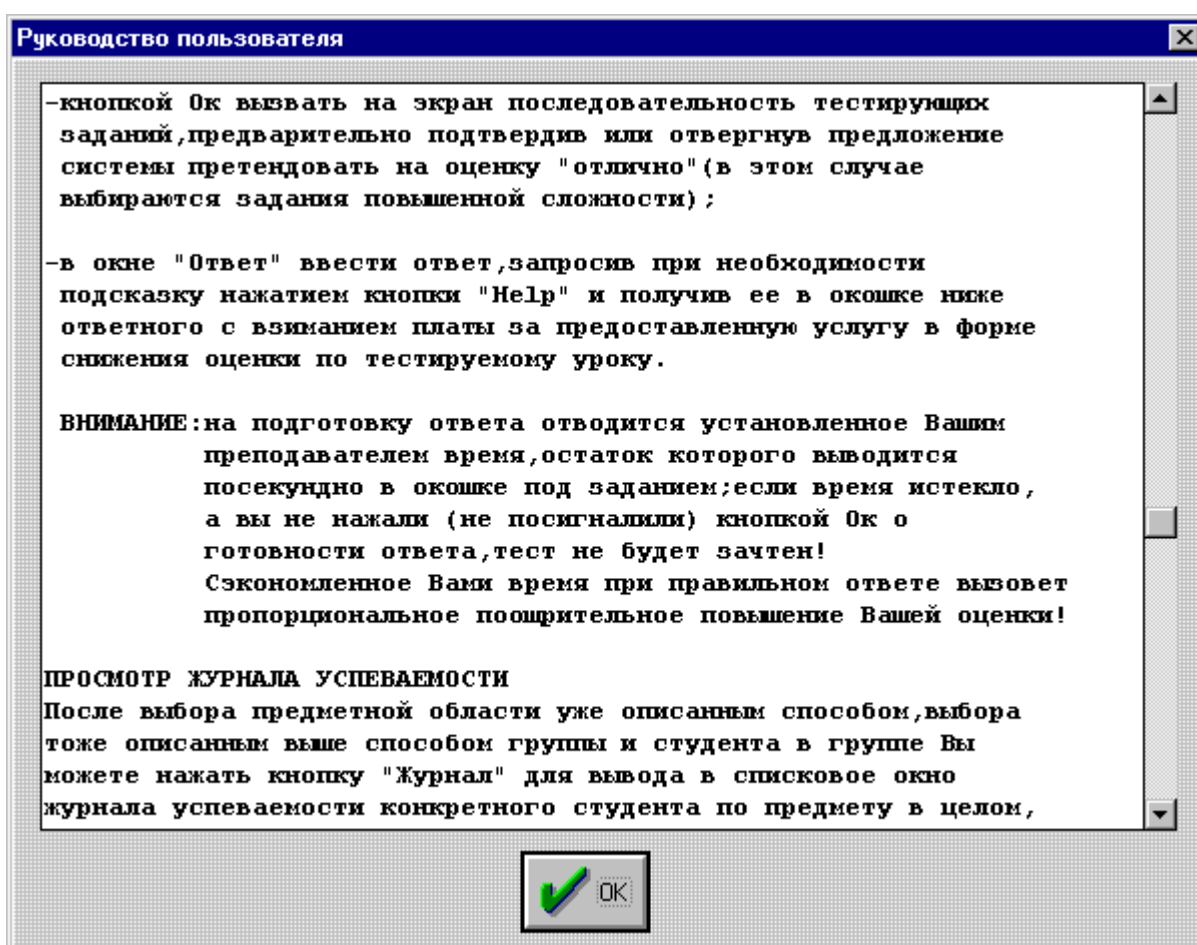 Руководство пользователя
-кнопкой Ок вызвать на экран последовательность тестирующих
заданий,предварительно подтвердив или отвергнув предложение
системы претендовать на оценку "отлично"(в этом случае
выбираются задания повышенной сложности);
-в окне "Ответ" ввести ответ,запросив при необходимости
подсказку нажатием кнопки "Help" и получив ее в окошке ниже
ответного с взиманием платы за предоставленную услугу в форме
снижения оценки по тестируемому уроку.
ВНИМАНИЕ:на подготовку ответа отводится установленное Вашим
преподавателем время,остаток которого выводится
посекундно в окошке под заданием;если время истекло,
а вы не нажали (не посигналили) кнопкой Ок о
готовности ответа,тест не будет зачтен!
Сэкономленное Вами время при правильном ответе вызовет
пропорциональное поощрительное повышение Вашей оценки!
ПРОСМОТР ЖУРНАЛА УСПЕВАЕМОСТИ
После выбора предметной области уже описанным способом,выбора
тоже описанным выше способом группы и студента в группе Вы
можете нажать кнопку "Журнал" для вывода в списковое окно
журнала успеваемости конкретного студента по предмету в целом,
OK